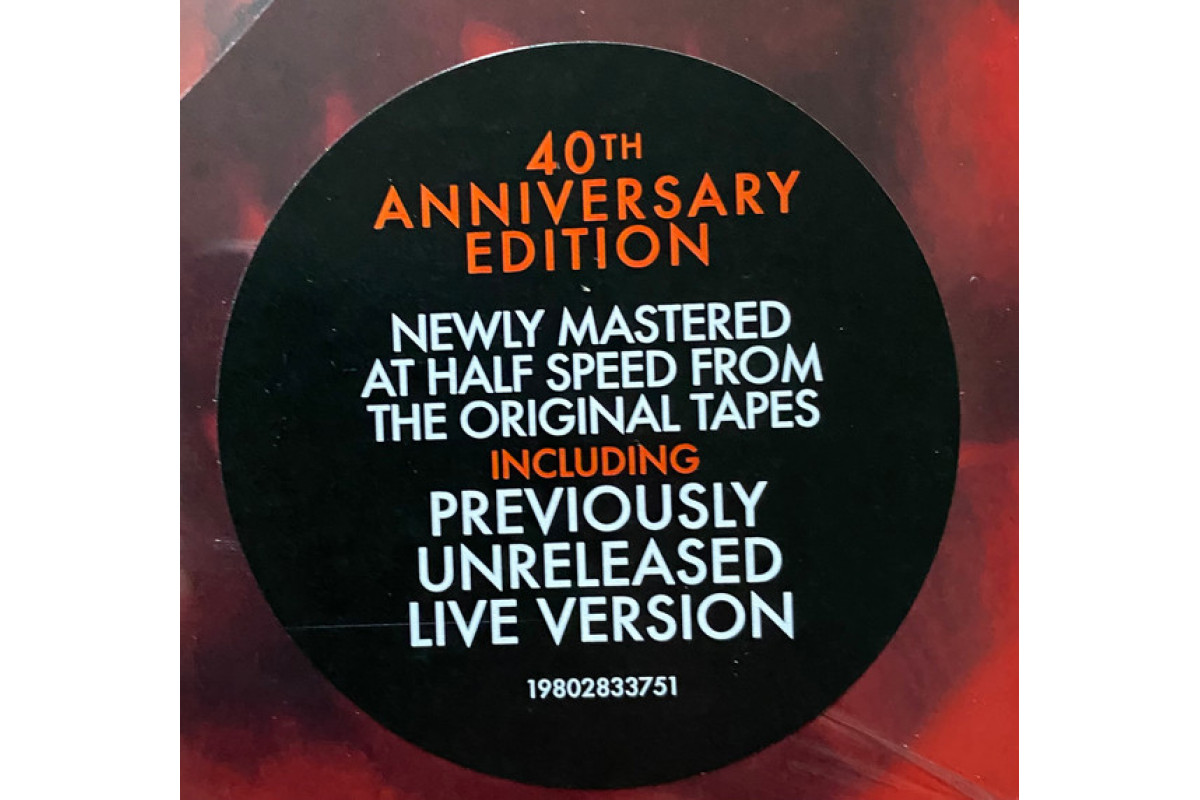 40TH
ANNIVERSARY
EDITION
NEWLY MASTERED
AT HALF SPEED FROM
THE ORIGINAL TAPES
INCLUDING
PREVIOUSLY
UNRELEASED
LIVE VERSION
19802833751